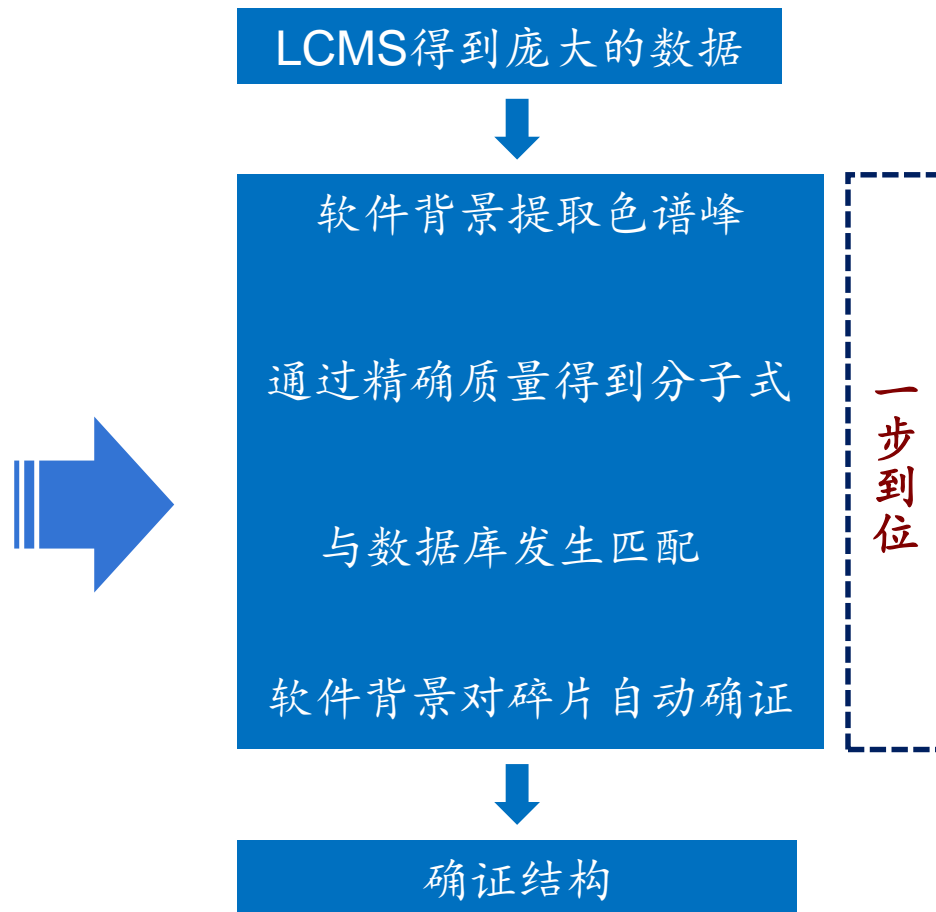 LCMS得到庞大的数据
软件背景提取色谱峰
通过精确质量得到分子式
与数据库发生匹配
软件背景对碎片自动确证
一步到位
确证结构